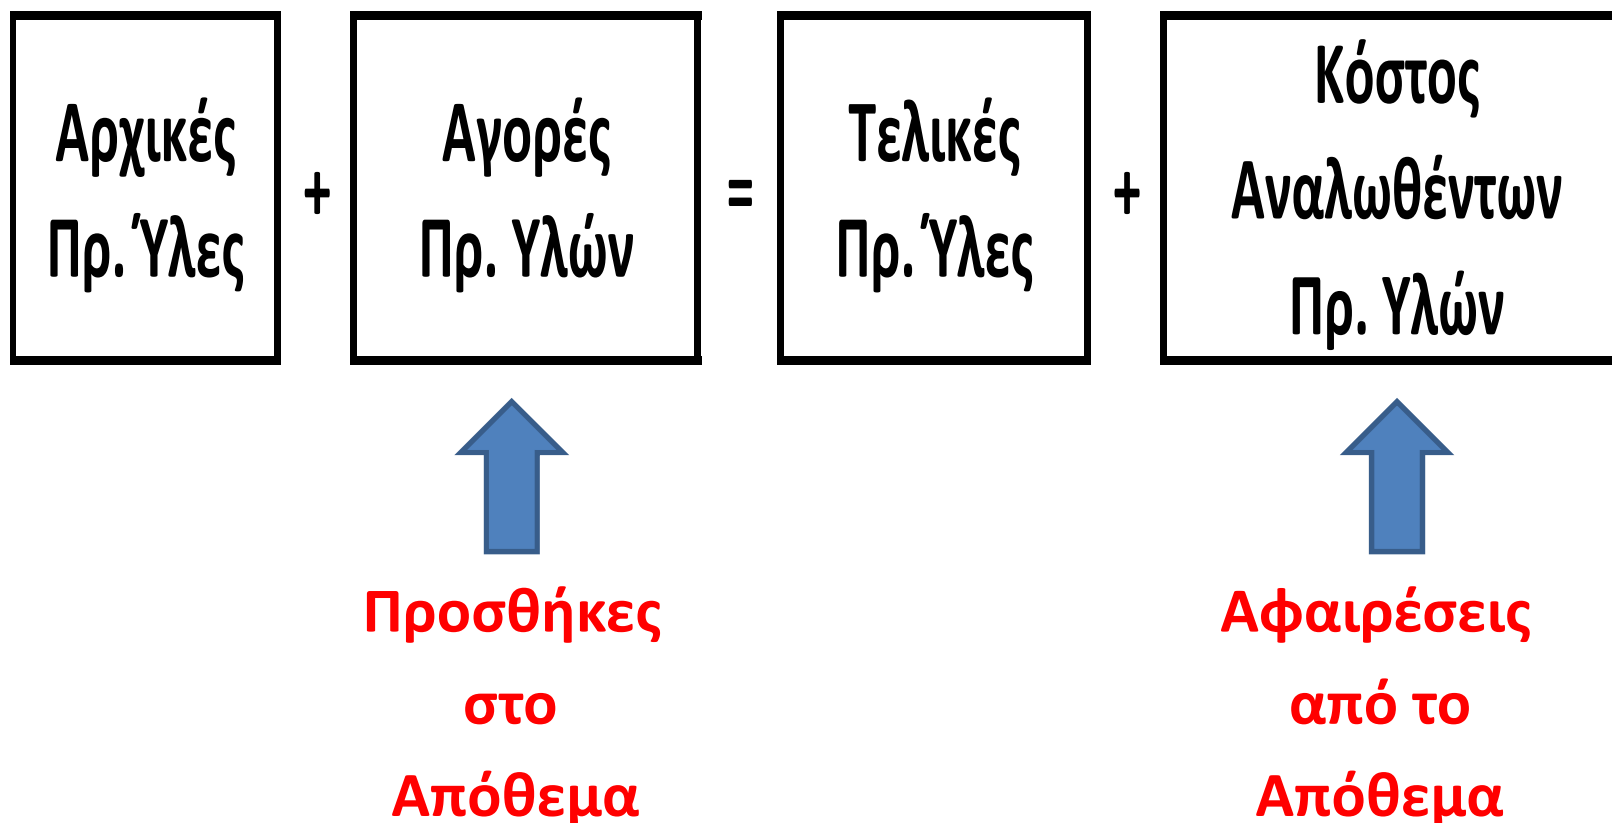 Αρχικές
Πρ. Ύλες
+
Αγορές
Πρ. Υλών
=
Τελικές
Πρ. Ύλες
+
Κόστος
Αναλωθέντων
Πρ. Υλών
Προσθήκες
στο
Απόθεμα
Αφαιρέσεις
από το
Απόθεμα